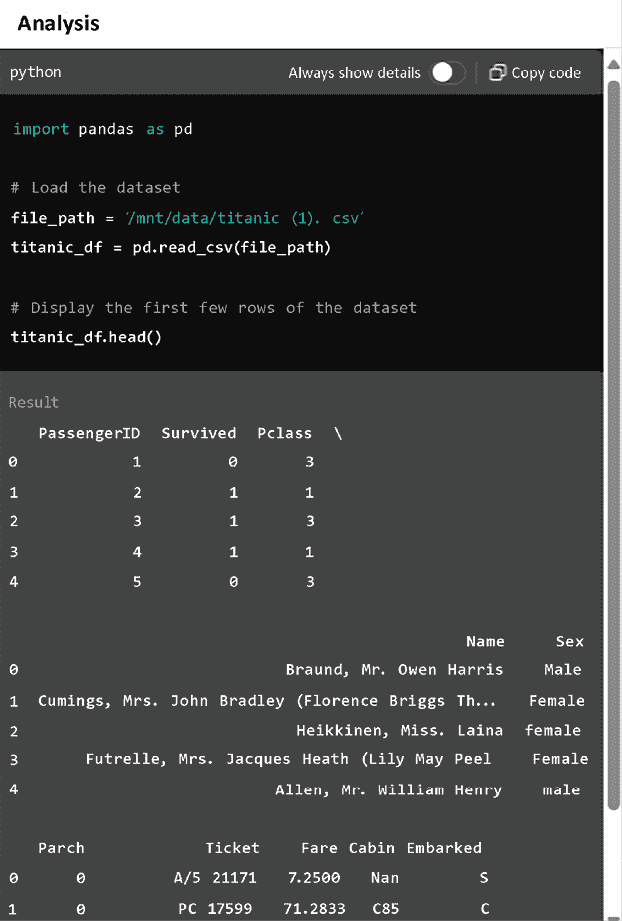 Analysis
python Always show details Copy code
import pandas as pd
# Load the dataset
file_path = '/mnt/data/titanic (1). csv'
titanic_df = pd.read_csv(file_path)
# Display the first few rows of the dataset
titanic_df.head()
Result
PassengerID Survived Pclass \
0 1 0 3
1 2 1 1
2 3 1 3
3 4 1 1
4 5 0 3
Name Sex
0 Braund, Mr. Owen Harris Male
1 Cumings, Mrs. John Bradley (Florence Briggs Th... Female
2 Heikkinen, Miss. Laina female
3 Futrelle, Mrs. Jacques Heath (Lily May Peel Female
4 Allen, Mr. William Henry male
Parch Ticket Fare Cabin Embarked
0 0 A/5 21171 7.2500 Nan S
1 0 PC 17599 71.2833 C85 C